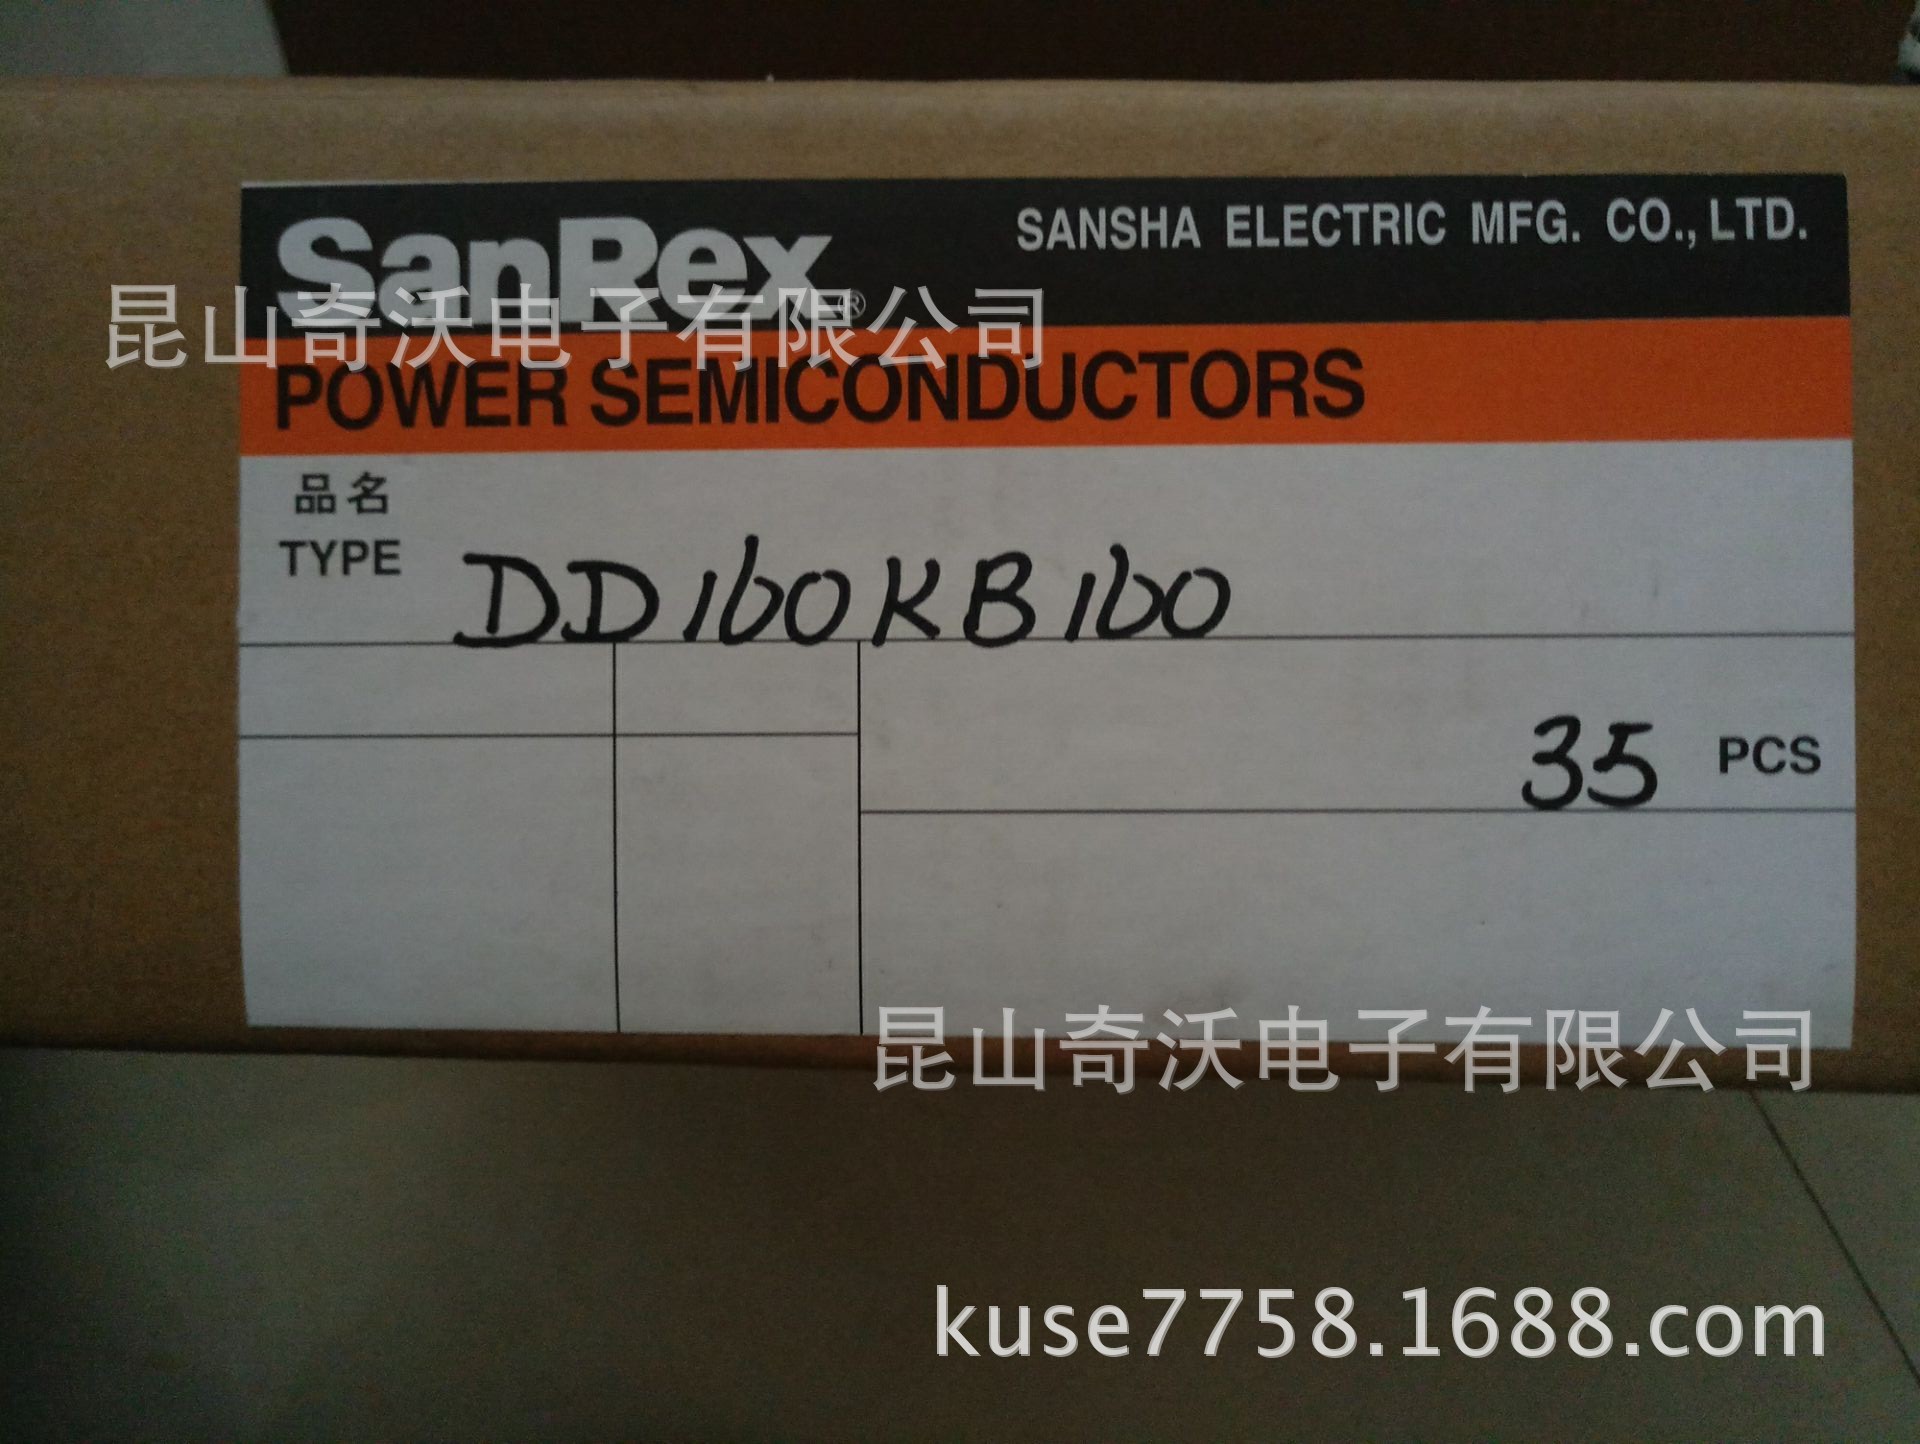 SanRex®
SANSHA ELECTRIC MFG. CO., LTD.
昆山奇沃电子有限公司
POWER SEMICONDUCTORS
品名
TYPE
DD160KB160
35 PCS
昆山奇沃电子有限公司
kuse7758.1688.com